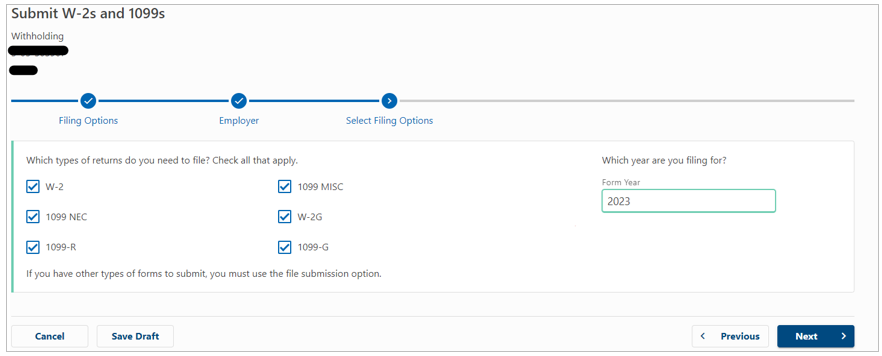 Submit W-2s and 1099s
Withholding
Filing Options
Employer
Select Filing Options
Which types of returns do you need to file? Check all that apply.
Which year are you filing for?
W-2
1099 MISC
Form Year
2023
1099 NEC
W-2G
1099-R
1099-G
If you have other types of forms to submit, you must use the file submission option.
Cancel
Save Draft
Previous
Next